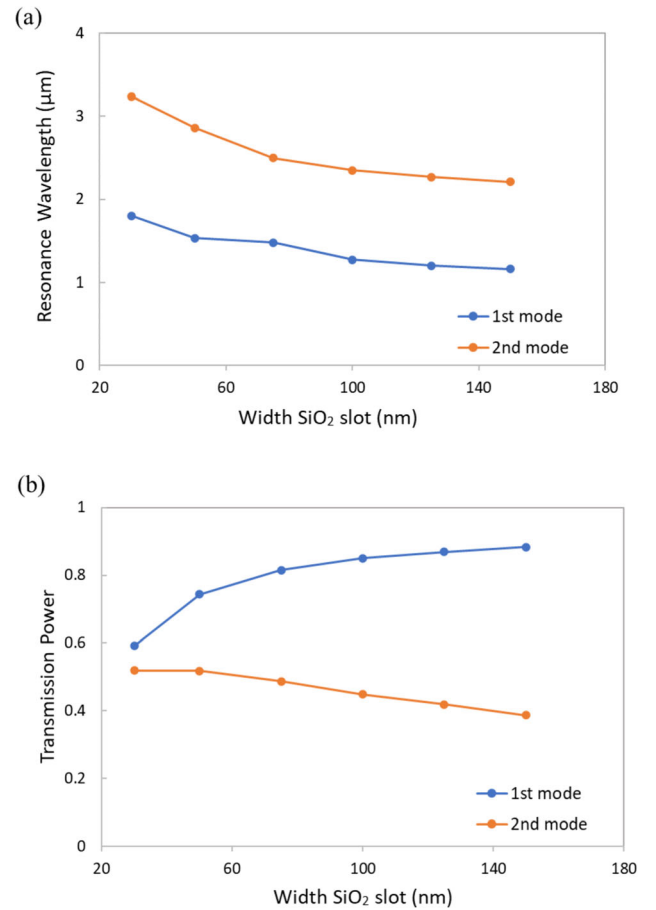 (a)
4
3
2
1
0
Resonance Wavelength (μm)
1st mode
2nd mode
20 60 100 140 180
Width SiO₂ slot (nm)
(b)
1
0.8
0.6
0.4
0.2
0
Transmission Power
1st mode
2nd mode
20 60 100 140 180
Width SiO₂ slot (nm)